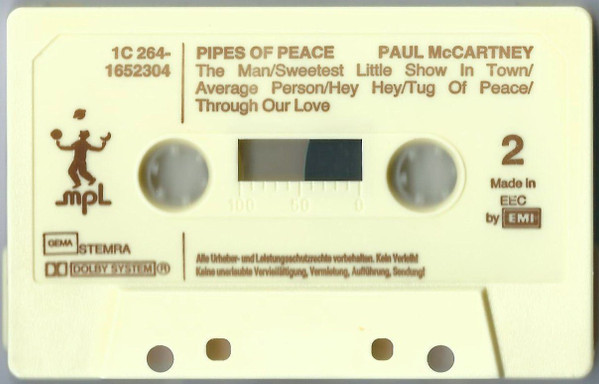 1C 264-
1652304
PIPES OF PEACE PAUL McCARTNEY
The Man/Sweetest Little Show In Town/
Average Person/Hey Hey/Tug Of Peace/
Through Our Love
mpL
2
Made in
EEC
by EMI
100 50 0
GEMA STEMRA
DOLBY SYSTEM ®
Alle Urheber- und Leistungsschutzrechte vorbehalten. Kein Verleih!
Keine unerlaubte Vervielfältigung, Vermietung, Aufführung, Sendung!